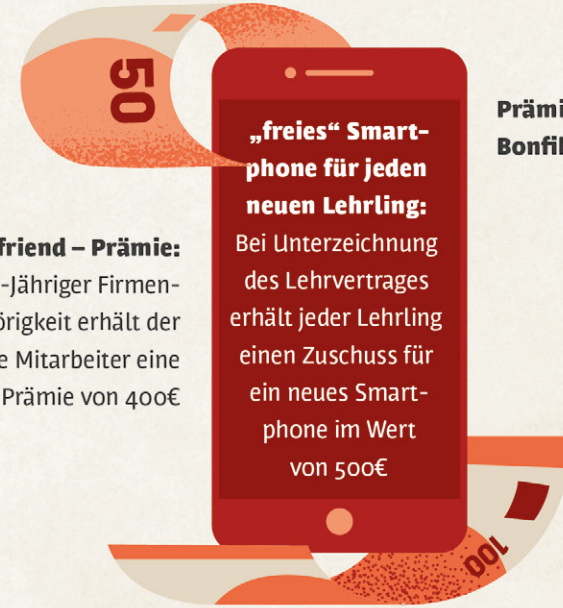 50
„freies“ Smart-
phone für jeden
neuen Lehrling:
Bei Unterzeichnung
des Lehrvertrages
erhält jeder Lehrling
einen Zuschuss für
ein neues Smart-
phone im Wert
von 500€
friend – Prämie:
-Jähriger Firmen-
örigkeit erhält der
e Mitarbeiter eine
Prämie von 400€
Prämi
Bonfil
100